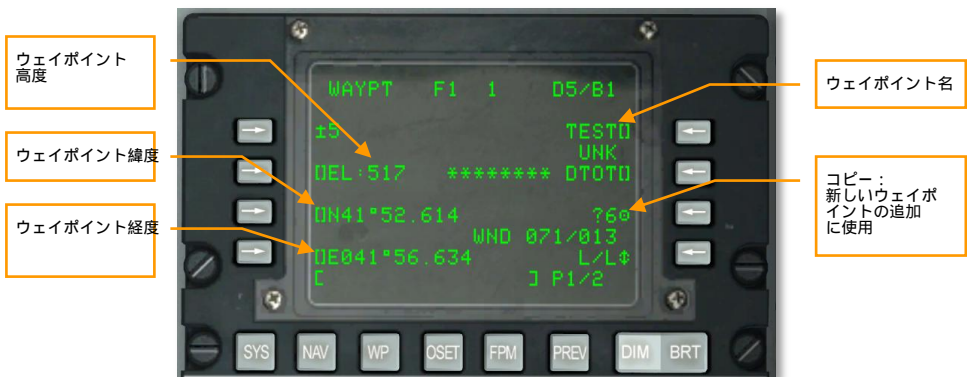 ウェイポイント
高度
ウェイポイント緯度
ウェイポイント経度
WAYPT F1 1 D5/B1
±5 TEST[]
UNK
[]EL:517 ******** DTOT[]
[]N41°52.614 ?6⊙
WND 071/013
[]E041°56.634 L/L↕
[ ] P1/2
SYS NAV WP OSET FPM PREV DIM BRT
ウェイポイント名
コピー：
新しいウェイポ
イントの追加
に使用